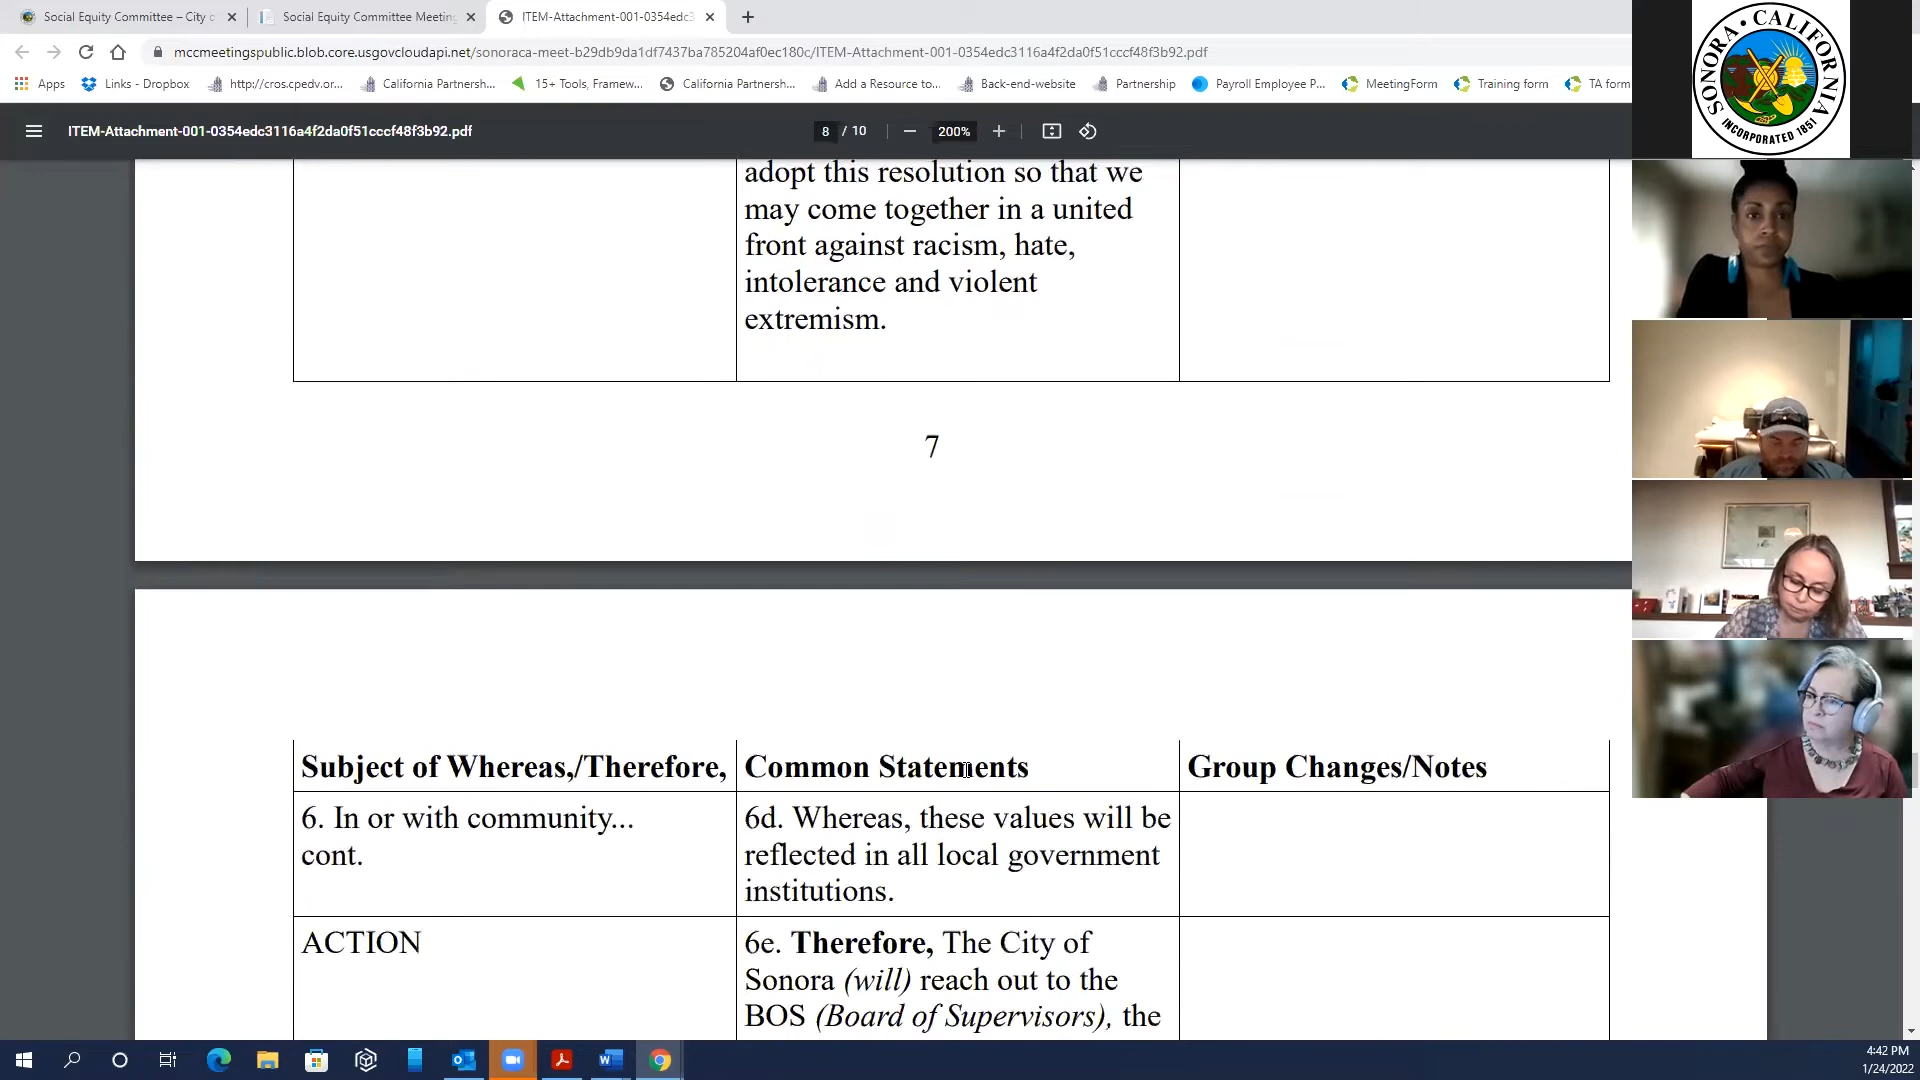 Social Equity Committee – City o
Social Equity Committee Meeting
ITEM-Attachment-001-0354edc3
mccmeetingspublic.blob.core.usgovcloudapi.net/sonoraca-meet-b29db9da1df7437ba785204af0ec180c/ITEM-Attachment-001-0354edc3116a4f2da0f51cccf48f3b92.pdf
Apps
Links - Dropbox
http://cros.cpedv.or...
California Partnersh...
15+ Tools, Framew...
California Partnersh...
Add a Resource to...
Back-end-website
Partnership
Payroll Employee P...
MeetingForm
Training form
TA form
ITEM-Attachment-001-0354edc3116a4f2da0f51cccf48f3b92.pdf
8 / 10
200%
SONORA • CALIFORNIA
INCORPORATED 1851
adopt this resolution so that we
may come together in a united
front against racism, hate,
intolerance and violent
extremism.
7
Subject of Whereas,/Therefore,
Common Statements
Group Changes/Notes
6. In or with community...
cont.
6d. Whereas, these values will be
reflected in all local government
institutions.
ACTION
6e. Therefore, The City of
Sonora (will) reach out to the
BOS (Board of Supervisors), the
4:42 PM
1/24/2022